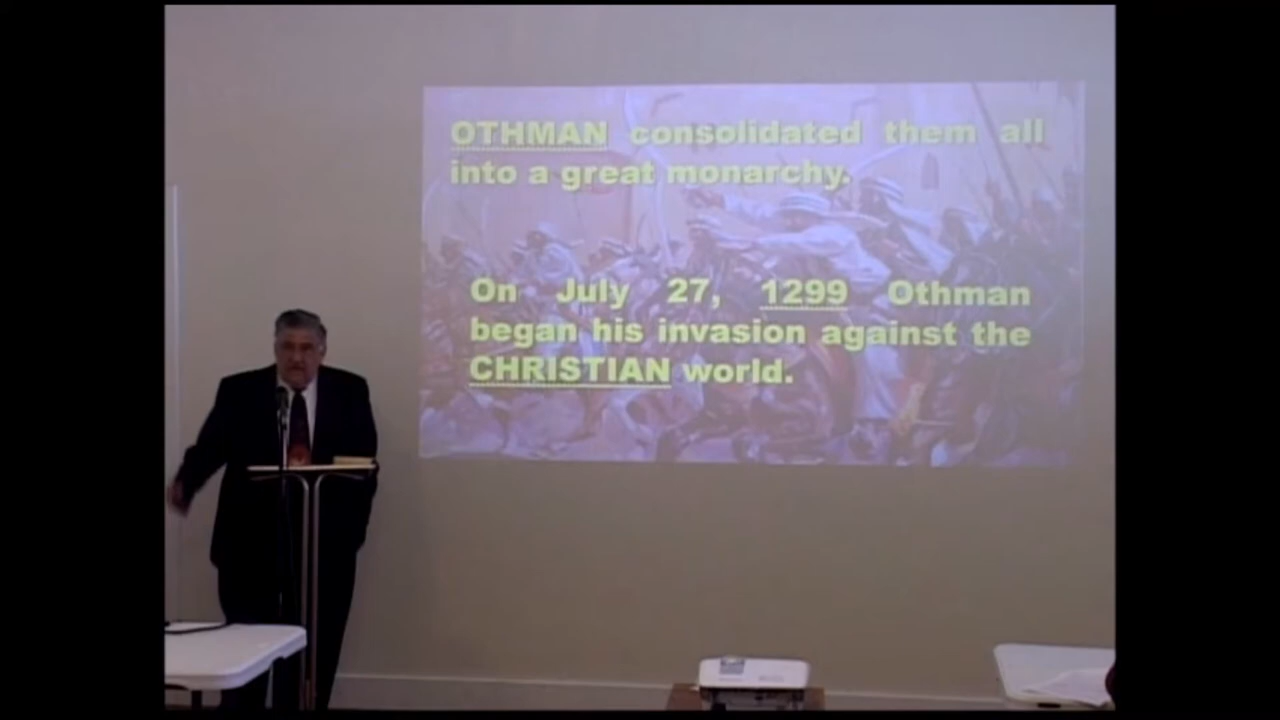 OTHMAN consolidated them all
into a great monarchy.
On July 27, 1299 Othman
began his invasion against the
CHRISTIAN world.